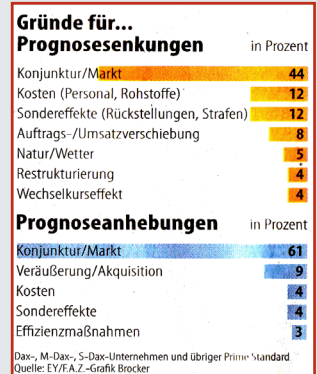 Gründe für...
Prognosesenkungen in Prozent
Konjunktur/Markt 44
Kosten (Personal, Rohstoffe) 12
Sondereffekte (Rückstellungen, Strafen) 12
Auftrags-/Umsatzverschiebung 8
Natur/Wetter 5
Restrukturierung 4
Wechselkurseffekt 4
Prognoseanhebungen in Prozent
Konjunktur/Markt 61
Veräußerung/Akquisition 9
Kosten 4
Sondereffekte 4
Effizienzmaßnahmen 3
Dax-, M-Dax-, S-Dax-Unternehmen und übriger Prime Standard
Quelle: EY/F.A.Z.-Grafik Brocker